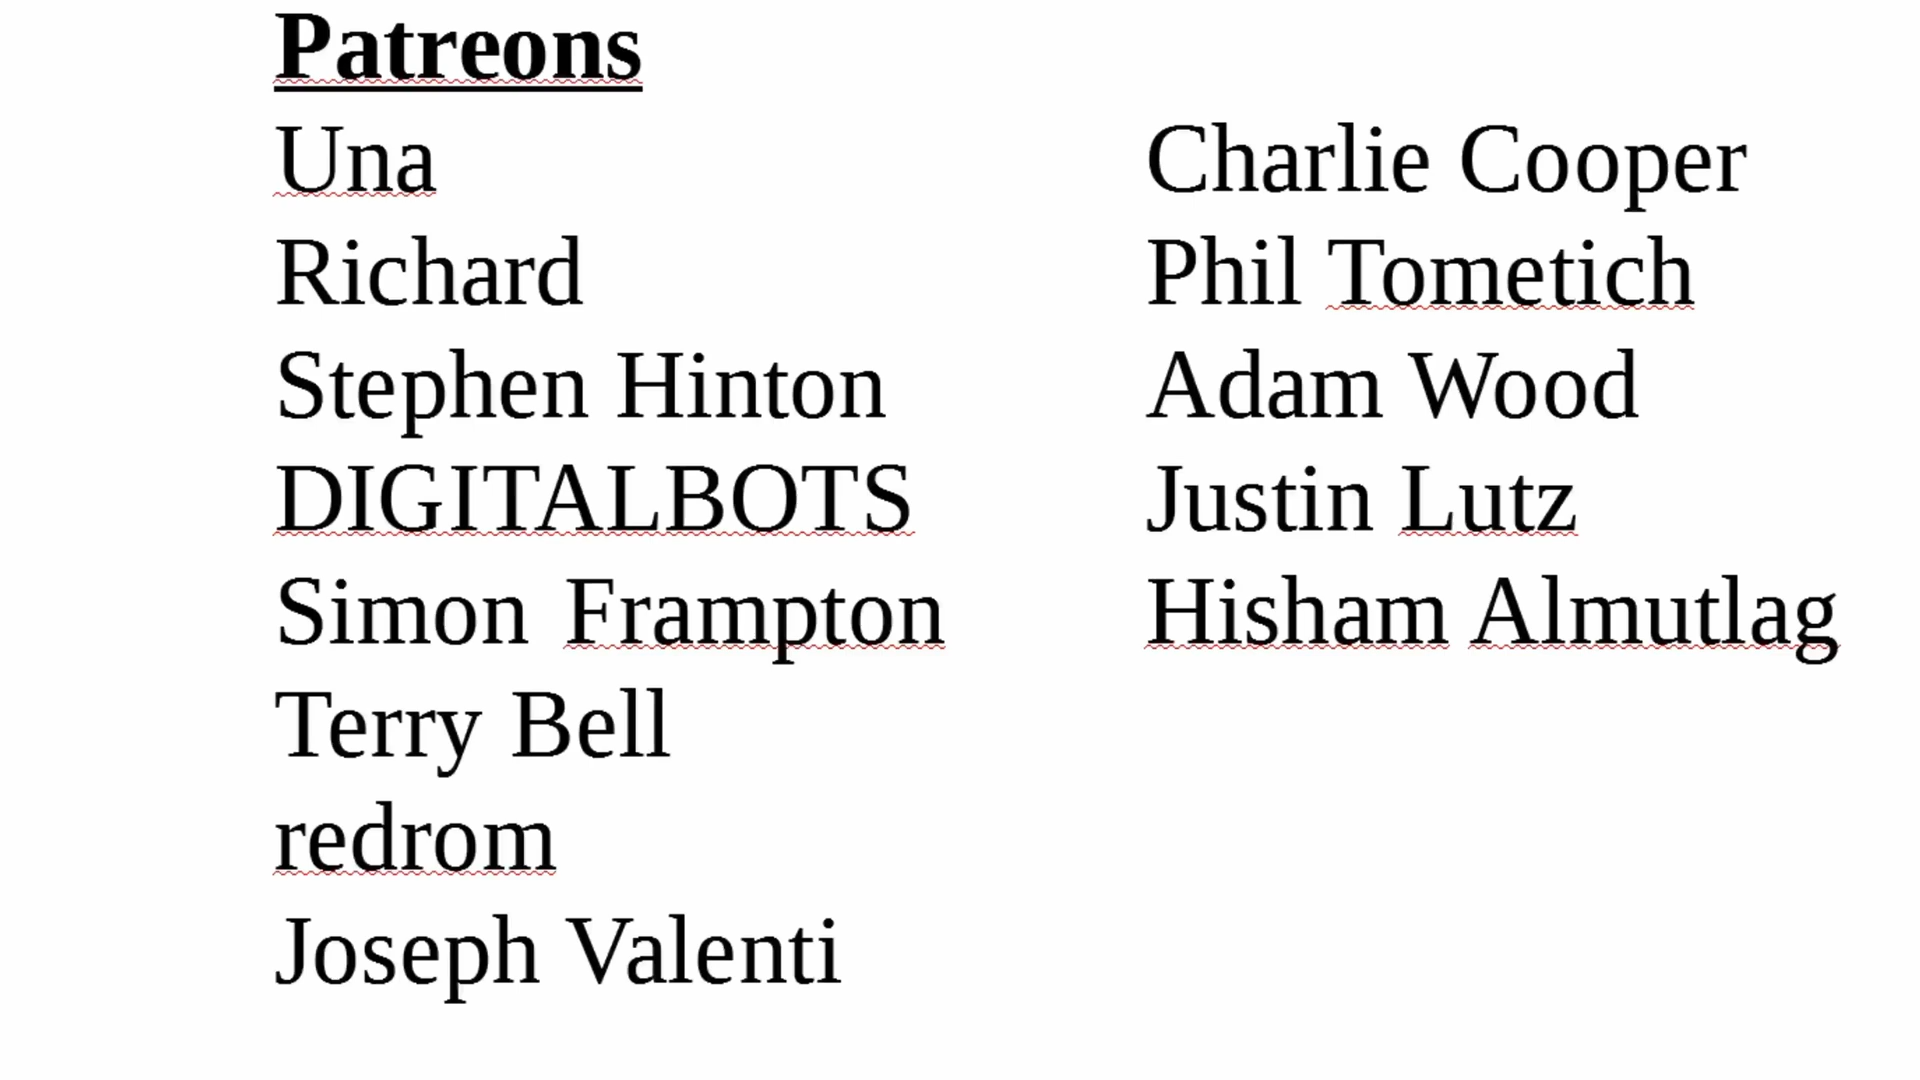 Patreons
Una
Richard
Stephen Hinton
DIGITALBOTS
Simon Frampton
Terry Bell
redrom
Joseph Valenti
Charlie Cooper
Phil Tometich
Adam Wood
Justin Lutz
Hisham Almutlag